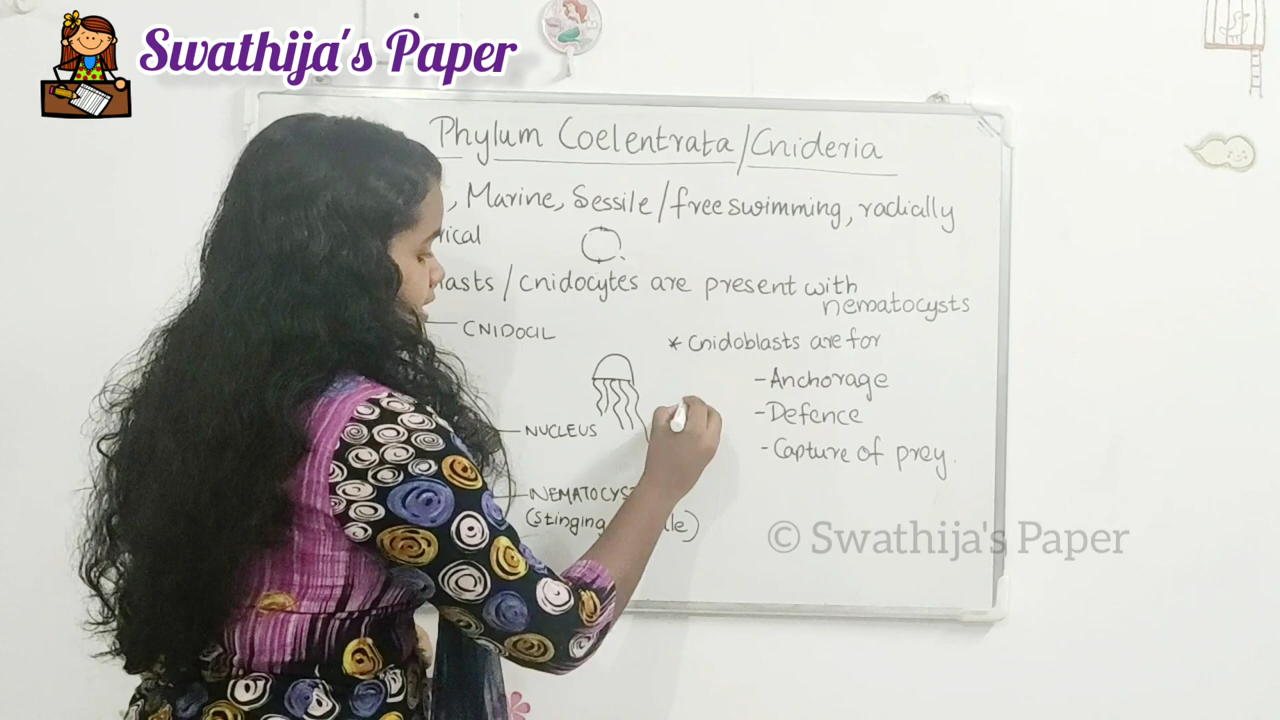 Swathija's Paper
Phylum Coelentrata/Cnideria
, Marine, Sessile/free swimming, radially
rical
lasts/cnidocytes are present with
nematocysts
CNIDOCIL
* Cnidoblasts are for
-Anchorage
-Defence
-Capture of prey.
NUCLEUS
NEMATOCYS
(Stinging le)
© Swathija's Paper